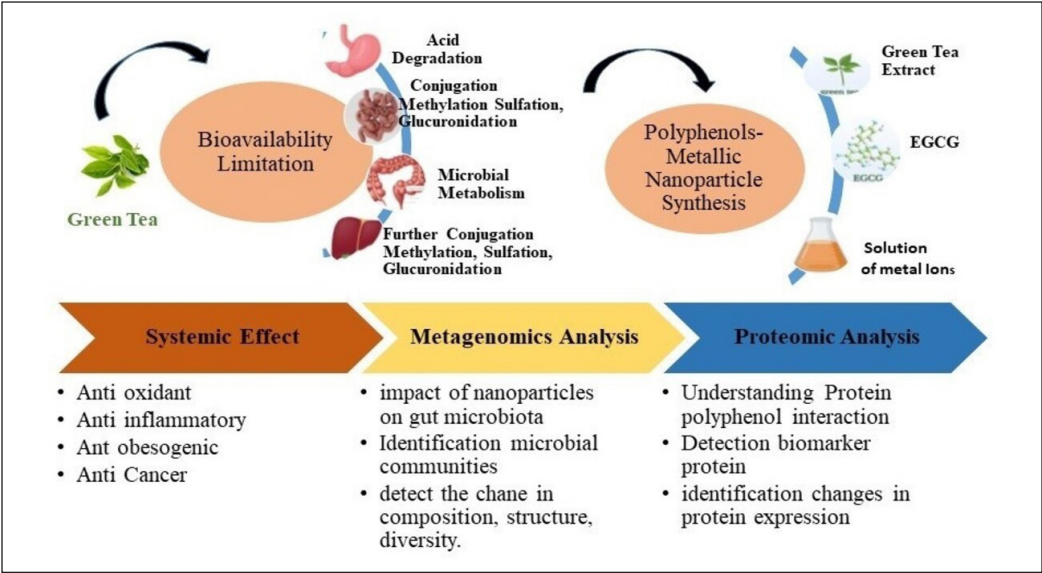 Green Tea
Bioavailability
Limitation
Acid
Degradation
Conjugation
Methylation Sulfation,
Glucuronidation
Microbial
Metabolism
Further Conjugation
Methylation, Sulfation,
Glucuronidation
Polyphenols-
Metallic
Nanoparticle
Synthesis
Green Tea
Extract
EGCG
EGCG
Solution
of metal Ions
Systemic Effect
• Anti oxidant
• Anti inflammatory
• Ant obesogenic
• Anti Cancer
Metagenomics Analysis
• impact of nanoparticles
on gut microbiota
• Identification microbial
communities
• detect the chane in
composition, structure,
diversity.
Proteomic Analysis
• Understanding Protein
polyphenol interaction
• Detection biomarker
protein
• identification changes in
protein expression